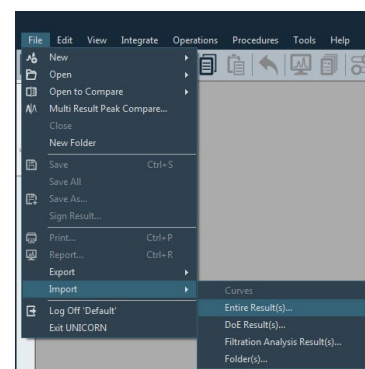 File Edit View Integrate Operations Procedures Tools Help
New
Open
Open to Compare
Multi Result Peak Compare...
Close
New Folder
Save Ctrl+S
Save All
Save As...
Sign Result...
Print... Ctrl+P
Report... Ctrl+R
Export
Import
Curves
Log Off 'Default'
Entire Result(s)...
Exit UNICORN
DoE Result(s)...
Filtration Analysis Result(s)...
Folder(s)...